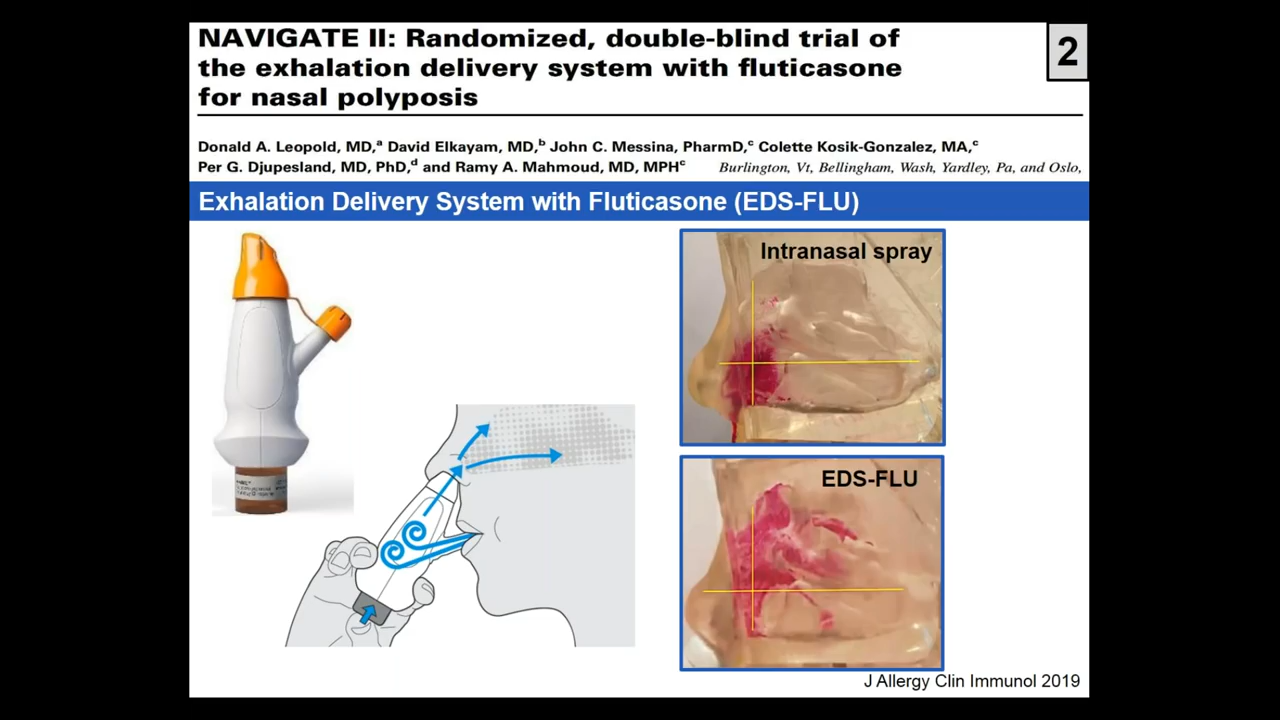 NAVIGATE II: Randomized, double-blind trial of
the exhalation delivery system with fluticasone
for nasal polyposis
2
Donald A. Leopold, MD,ᵃ David Elkayam, MD,ᵇ John C. Messina, PharmD,ᶜ Colette Kosik-Gonzalez, MA,ᶜ
Per G. Djupesland, MD, PhD,ᵈ and Ramy A. Mahmoud, MD, MPHᶜ Burlington, Vt, Bellingham, Wash, Yardley, Pa, and Oslo,
Exhalation Delivery System with Fluticasone (EDS-FLU)
Intranasal spray
EDS-FLU
J Allergy Clin Immunol 2019